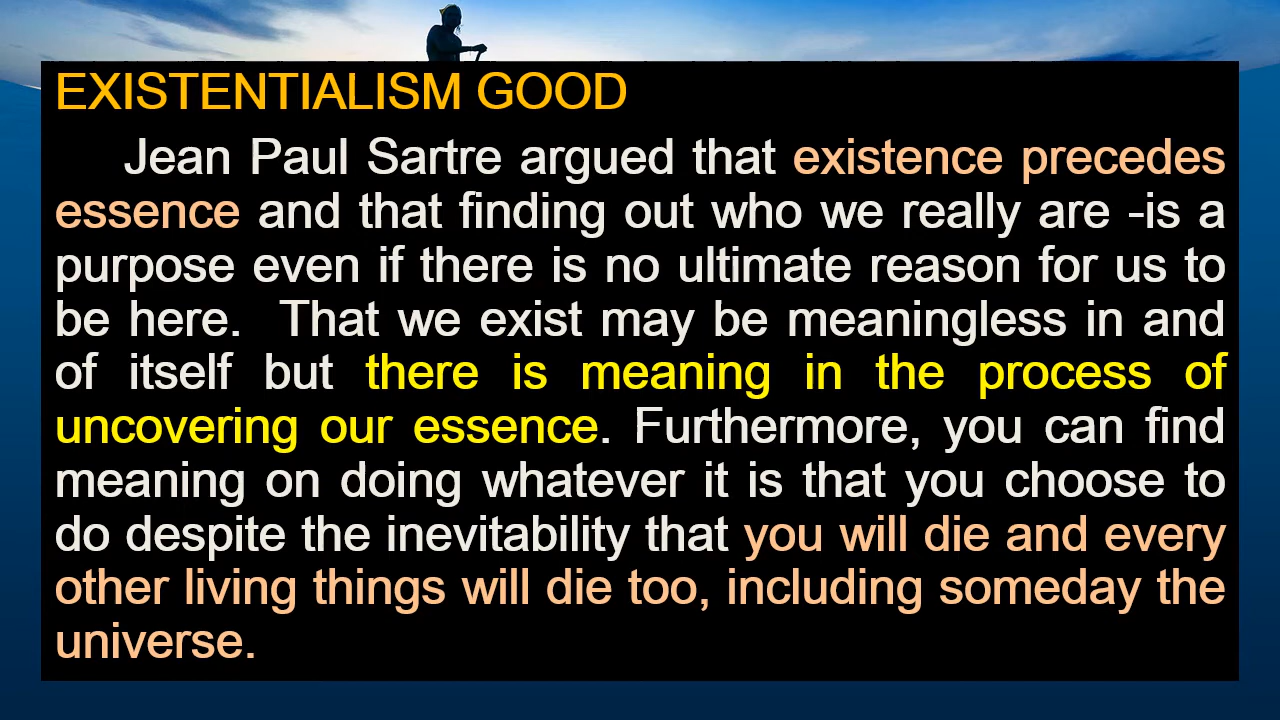 EXISTENTIALISM GOOD
Jean Paul Sartre argued that existence precedes
essence and that finding out who we really are -is a
purpose even if there is no ultimate reason for us to
be here. That we exist may be meaningless in and
of itself but there is meaning in the process of
uncovering our essence. Furthermore, you can find
meaning on doing whatever it is that you choose to
do despite the inevitability that you will die and every
other living things will die too, including someday the
universe.